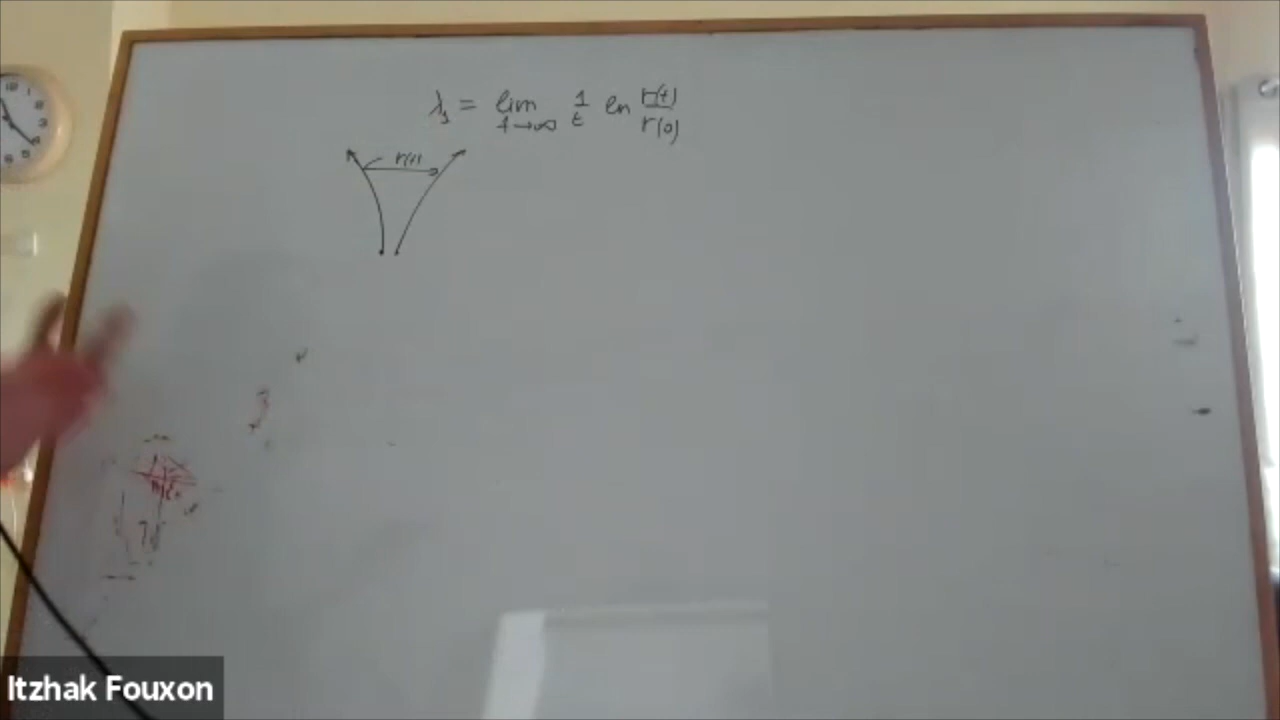 λ₁ = lim 1/t ln r(t)/r(0)
t→∞
r(t)
Itzhak Fouxon